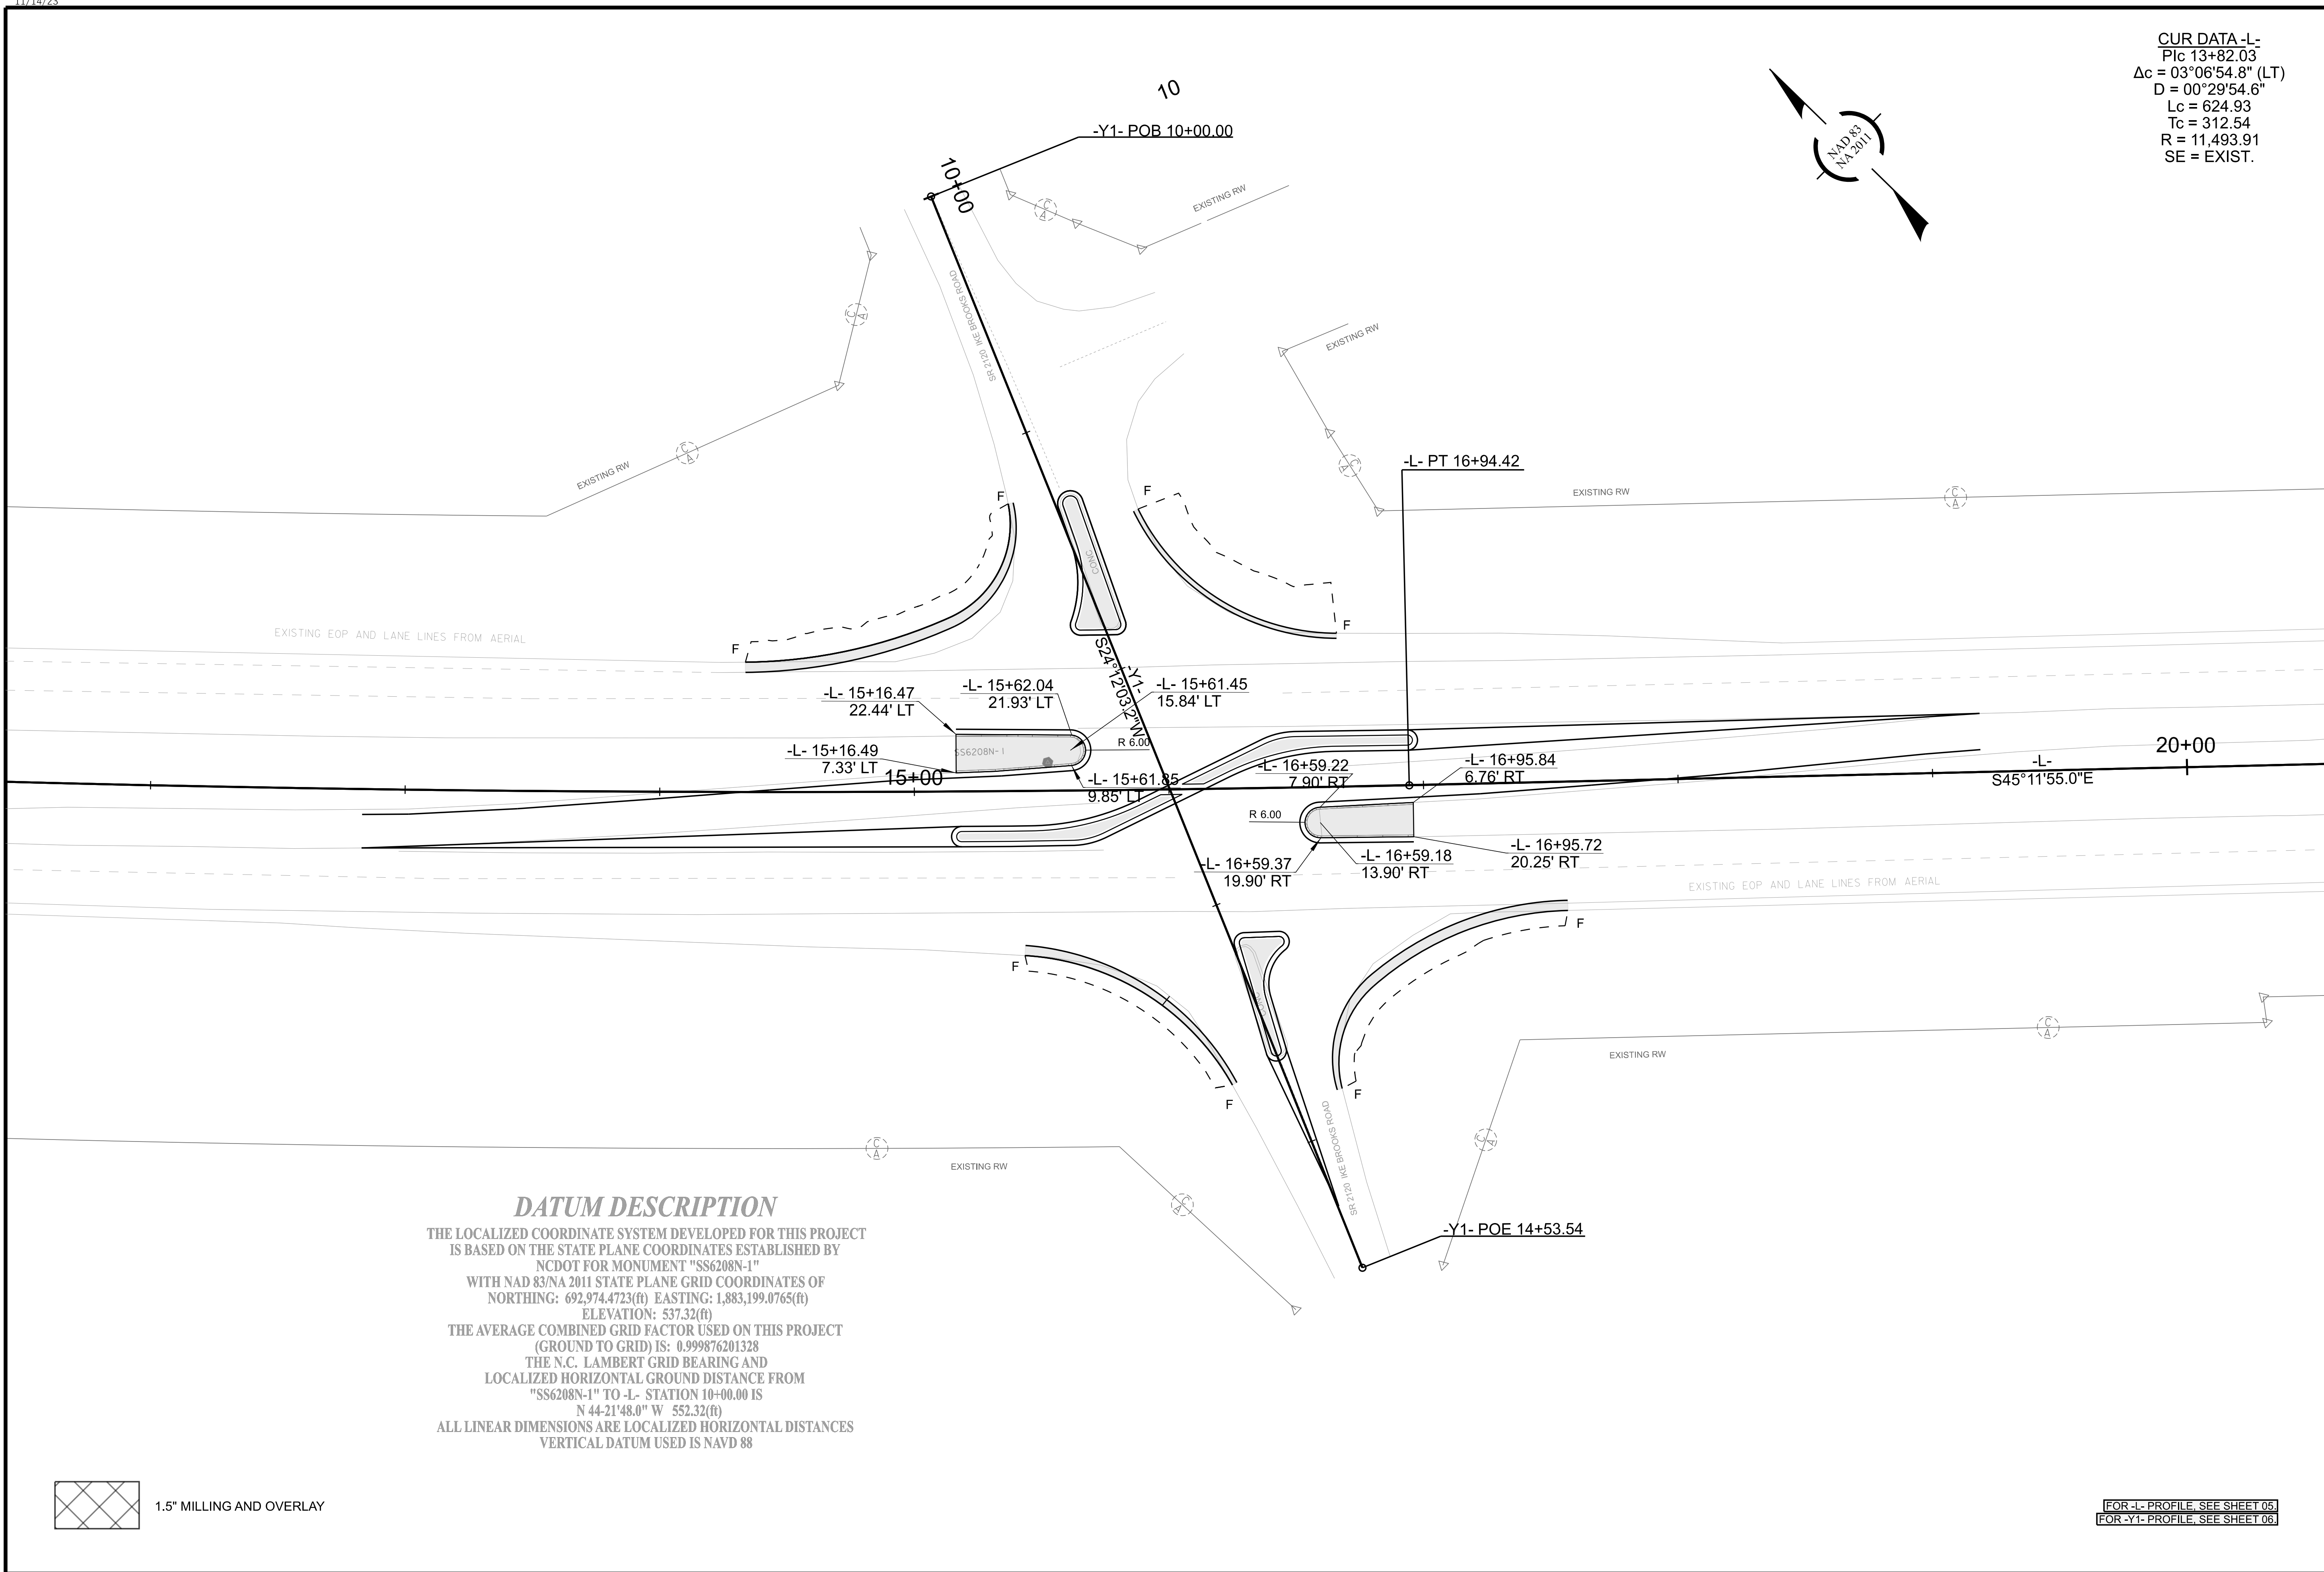 11/14/23
CUR DATA -L-
PIc 13+82.03
Δc = 03°06'54.8" (LT)
D = 00°29'54.6"
Lc = 624.93
Tc = 312.54
R = 11,493.91
SE = EXIST.
NAD 83
NA 2011
10
-Y1- POB 10+00.00
10+00
C
A
EXISTING RW
SR 2120 IKE BROOKS ROAD
C
A
EXISTING RW
C
A
EXISTING RW
C
A
-L- PT 16+94.42
EXISTING RW
C
A
F
F
CONC
F
F
EXISTING EOP AND LANE LINES FROM AERIAL
-Y1-
S24°12'03.2"W
-L- 15+16.47
22.44' LT
-L- 15+62.04
21.93' LT
-L- 15+61.45
15.84' LT
R 6.00
SS6208N-1
-L- 15+16.49
7.33' LT
15+00
-L- 15+61.85
9.85' LT
-L- 16+59.22
7.90' RT
-L- 16+95.84
6.76' RT
20+00
-L-
S45°11'55.0"E
R 6.00
-L- 16+59.37
19.90' RT
-L- 16+59.18
13.90' RT
-L- 16+95.72
20.25' RT
EXISTING EOP AND LANE LINES FROM AERIAL
F
F
F
F
C
A
EXISTING RW
C
A
EXISTING RW
C
A
C
A
SR 2120 IKE BROOKS ROAD
-Y1- POE 14+53.54
DATUM DESCRIPTION
THE LOCALIZED COORDINATE SYSTEM DEVELOPED FOR THIS PROJECT
IS BASED ON THE STATE PLANE COORDINATES ESTABLISHED BY
NCDOT FOR MONUMENT "SS6208N-1"
WITH NAD 83/NA 2011 STATE PLANE GRID COORDINATES OF
NORTHING: 692,974.4723(ft) EASTING: 1,883,199.0765(ft)
ELEVATION: 537.32(ft)
THE AVERAGE COMBINED GRID FACTOR USED ON THIS PROJECT
(GROUND TO GRID) IS: 0.999876201328
THE N.C. LAMBERT GRID BEARING AND
LOCALIZED HORIZONTAL GROUND DISTANCE FROM
"SS6208N-1" TO -L- STATION 10+00.00 IS
N 44-21'48.0" W 552.32(ft)
ALL LINEAR DIMENSIONS ARE LOCALIZED HORIZONTAL DISTANCES
VERTICAL DATUM USED IS NAVD 88
1.5" MILLING AND OVERLAY
FOR -L- PROFILE, SEE SHEET 05.
FOR -Y1- PROFILE, SEE SHEET 06.